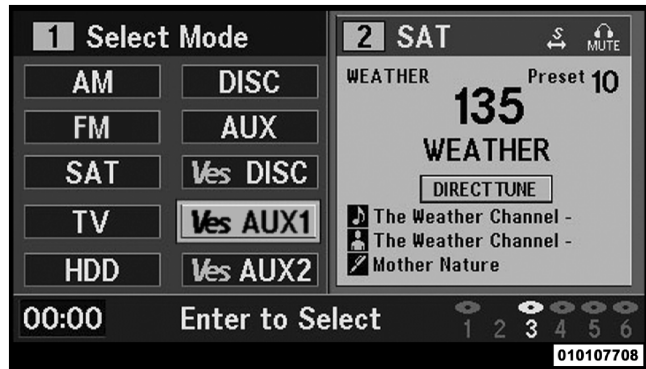 1 Select Mode
AM DISC
FM AUX
SAT Ves DISC
TV Ves AUX1
HDD Ves AUX2
2 SAT S MUTE
WEATHER Preset 10
135
WEATHER
DIRECT TUNE
The Weather Channel -
The Weather Channel -
Mother Nature
00:00 Enter to Select 1 2 3 4 5 6
010107708